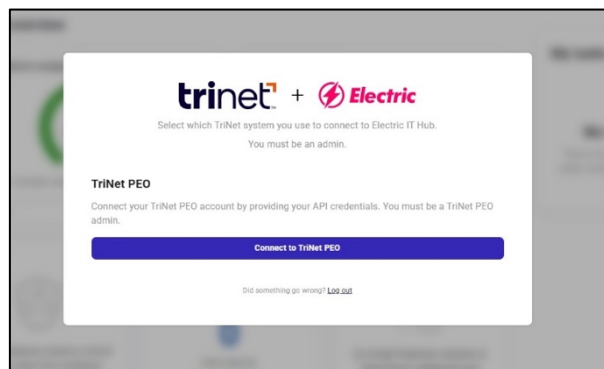 trinet + Electric
Select which TriNet system you use to connect to Electric IT Hub.
You must be an admin.
TriNet PEO
Connect your TriNet PEO account by providing your API credentials. You must be a TriNet PEO
admin.
Connect to TriNet PEO
Did something go wrong? Log out